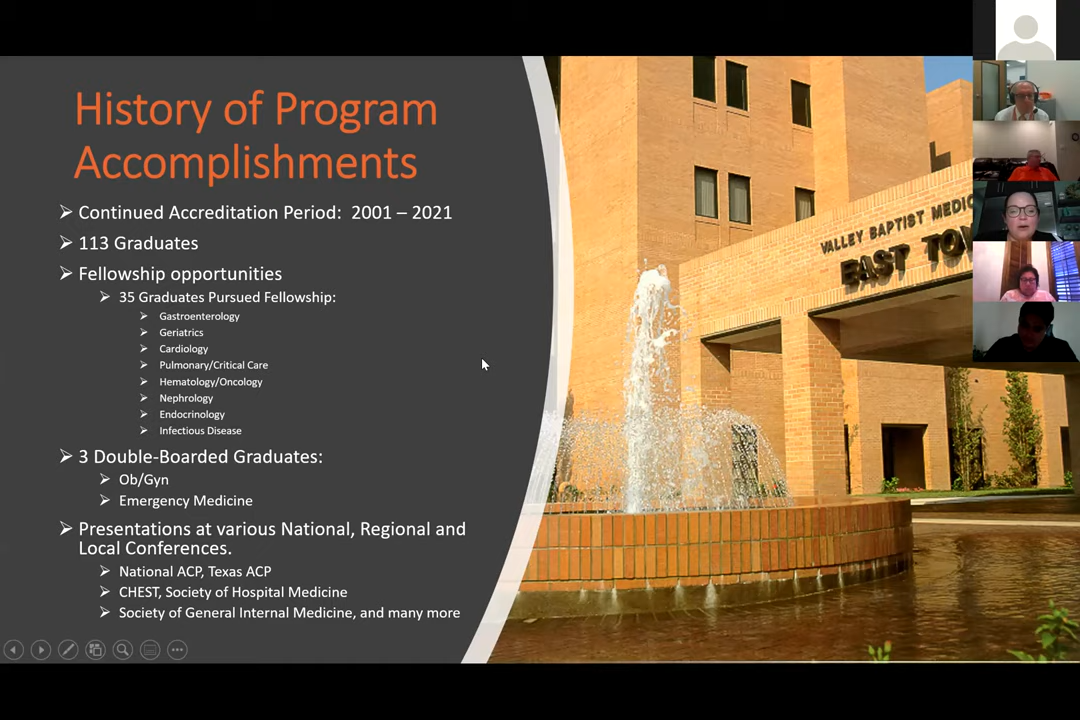 History of Program
Accomplishments
Continued Accreditation Period: 2001 – 2021
113 Graduates
Fellowship opportunities
35 Graduates Pursued Fellowship:
Gastroenterology
Geriatrics
Cardiology
Pulmonary/Critical Care
Hematology/Oncology
Nephrology
Endocrinology
Infectious Disease
3 Double-Boarded Graduates:
Ob/Gyn
Emergency Medicine
Presentations at various National, Regional and
Local Conferences.
National ACP, Texas ACP
CHEST, Society of Hospital Medicine
Society of General Internal Medicine, and many more
VALLEY BAPTIST
EAST